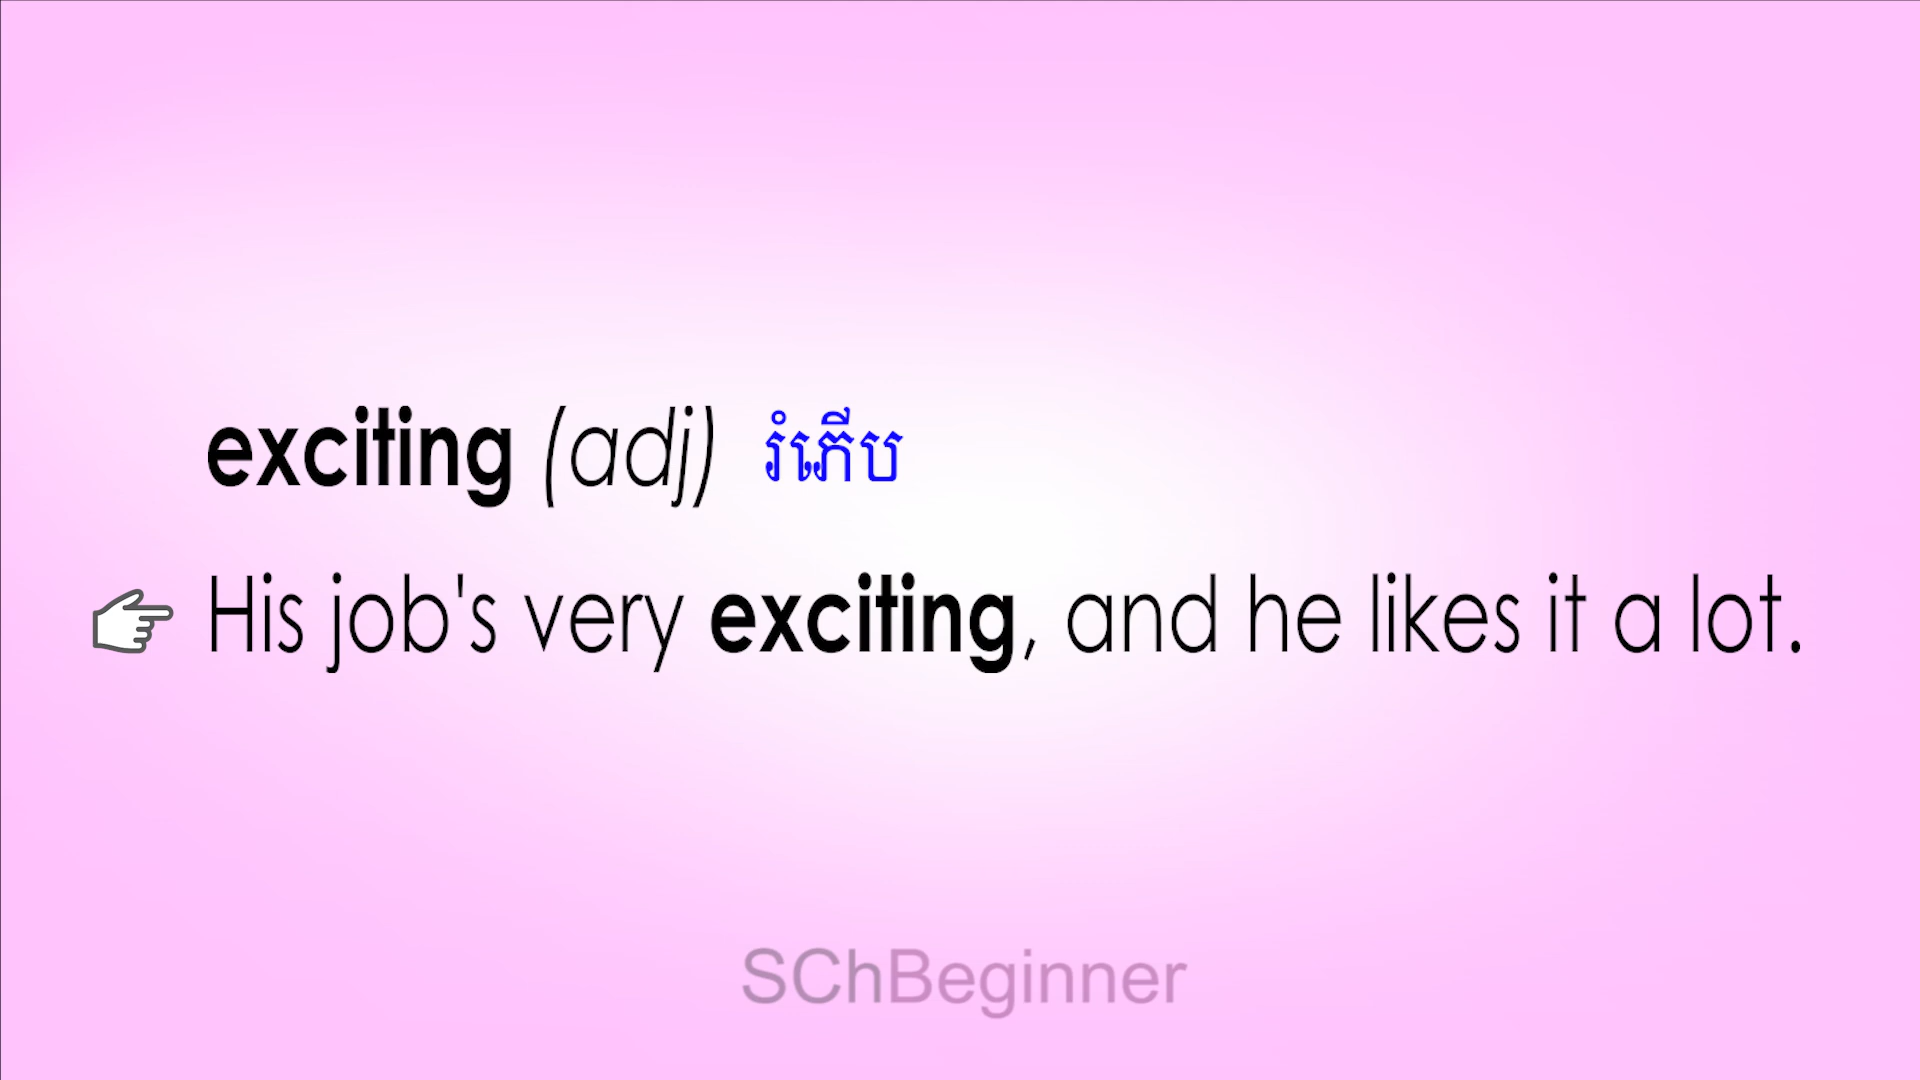 exciting (adj) រំភើប
His job's very exciting, and he likes it a lot.
SChBeginner